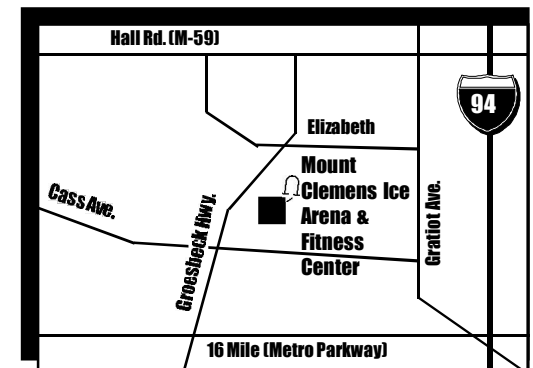 Hall Rd. (M-59)
94
Elizabeth
Mount
Clemens Ice
Arena &
Fitness
Center
Cass Ave.
Groesbeck Hwy.
Gratiot Ave.
16 Mile (Metro Parkway)